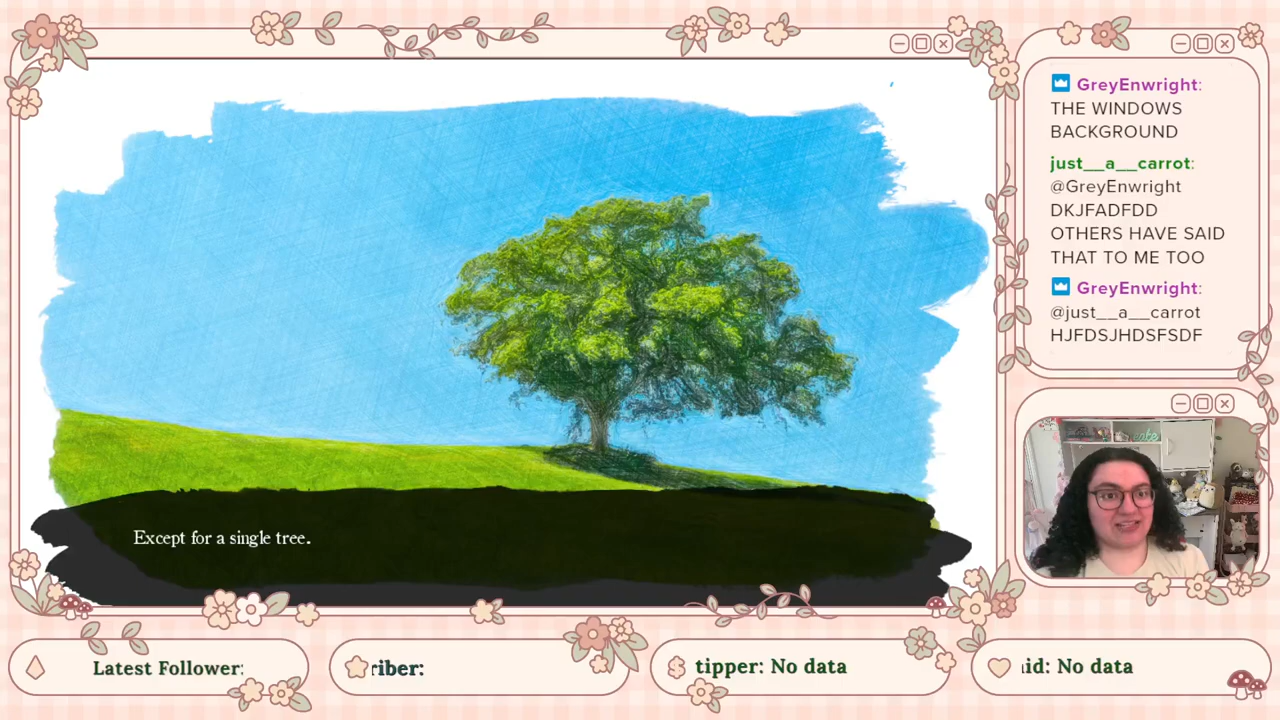 GreyEnwright:
THE WINDOWS
BACKGROUND
just__a__carrot:
@GreyEnwright
DKJFADFDD
OTHERS HAVE SAID
THAT TO ME TOO
GreyEnwright:
@just__a__carrot
HJFDSJHDSFSDF
Except for a single tree.
Latest Follower:
riber:
tipper: No data
id: No data